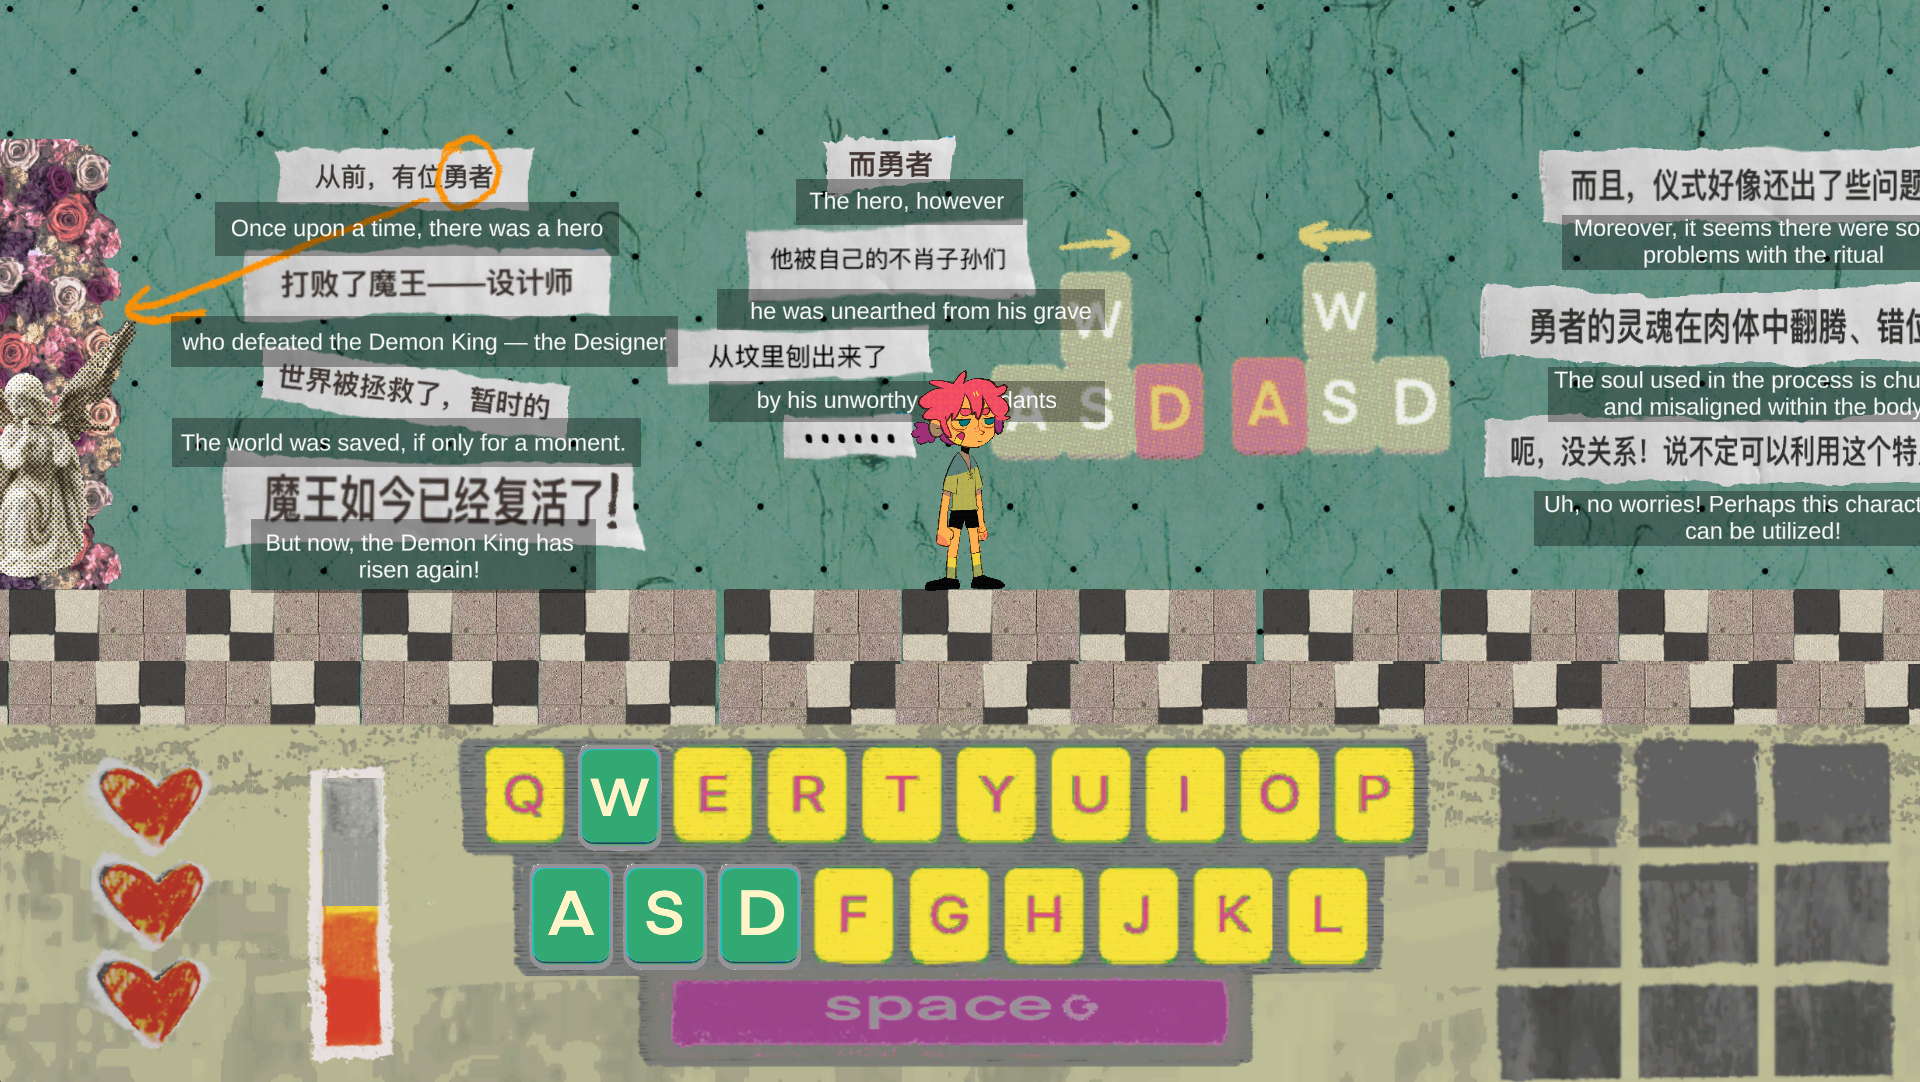 从前，有位勇者
Once upon a time, there was a hero
打败了魔王——设计师
who defeated the Demon King — the Designer
世界被拯救了，暂时的
The world was saved, if only for a moment.
魔王如今已经复活了!
But now, the Demon King has
risen again!
而勇者
The hero, however
他被自己的不肖子孙们
he was unearthed from his grave
从坟里刨出来了
by his unworthy
······
W
A S D
W
A S D
而且，仪式好像还出了些问题
Moreover, it seems there were so
problems with the ritual
勇者的灵魂在肉体中翻腾、错位
The soul used in the process is chu
and misaligned within the body
呃，没关系！说不定可以利用这个特
Uh, no worries! Perhaps this charact
can be utilized!
Q W E R T Y U I O P
A S D F G H J K L
space